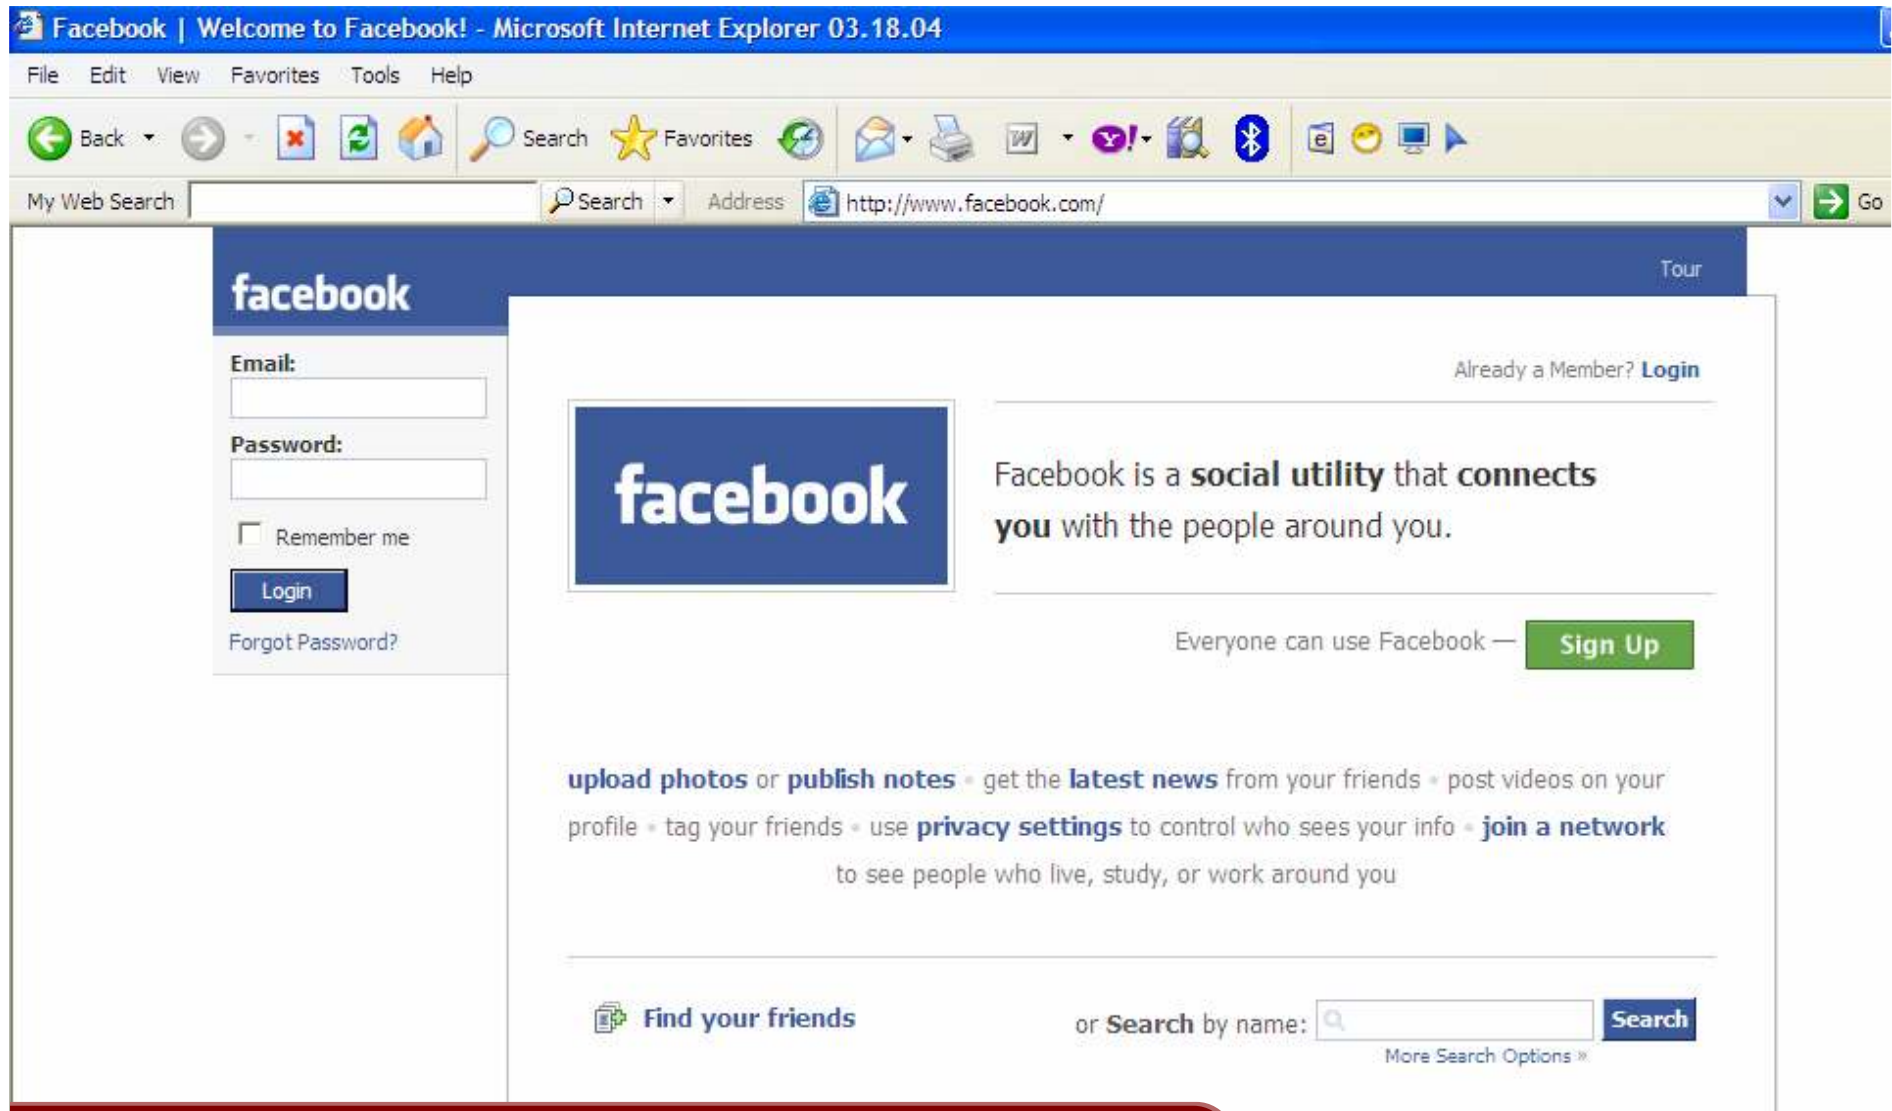 Facebook | Welcome to Facebook! - Microsoft Internet Explorer 03.18.04
File Edit View Favorites Tools Help
Back Search Favorites
My Web Search Search Address http://www.facebook.com/ Go
facebook
Tour
Email:
Password:
Remember me
Login
Forgot Password?
Already a Member? Login
facebook
Facebook is a social utility that connects
you with the people around you.
Everyone can use Facebook — Sign Up
upload photos or publish notes • get the latest news from your friends • post videos on your
profile • tag your friends • use privacy settings to control who sees your info • join a network
to see people who live, study, or work around you
Find your friends
or Search by name: Search
More Search Options »